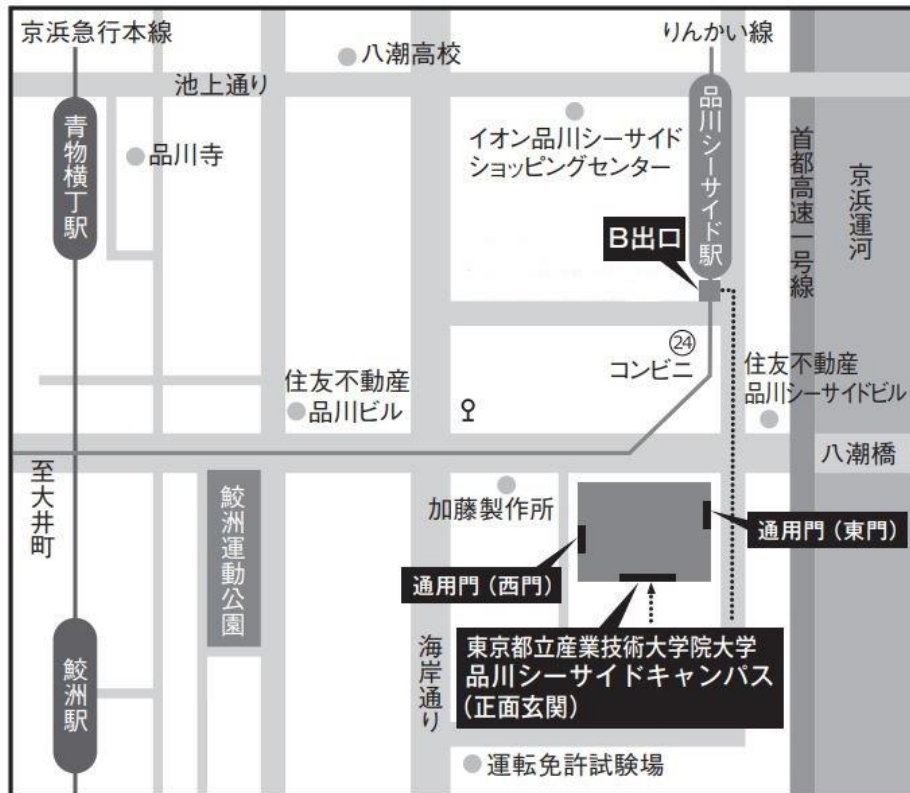 京浜急行本線
りんかい線
八潮高校
池上通り
青物横丁駅
品川寺
イオン品川シーサイド
ショッピングセンター
品川シーサイド駅
首都高速一号線
京浜運河
B出口
24
コンビニ
住友不動産
品川ビル
住友不動産
品川シーサイドビル
八潮橋
至大井町
鮫洲運動公園
加藤製作所
通用門(東門)
通用門(西門)
東京都立産業技術大学院大学
品川シーサイドキャンパス
(正面玄関)
海岸通り
鮫洲駅
運転免許試験場